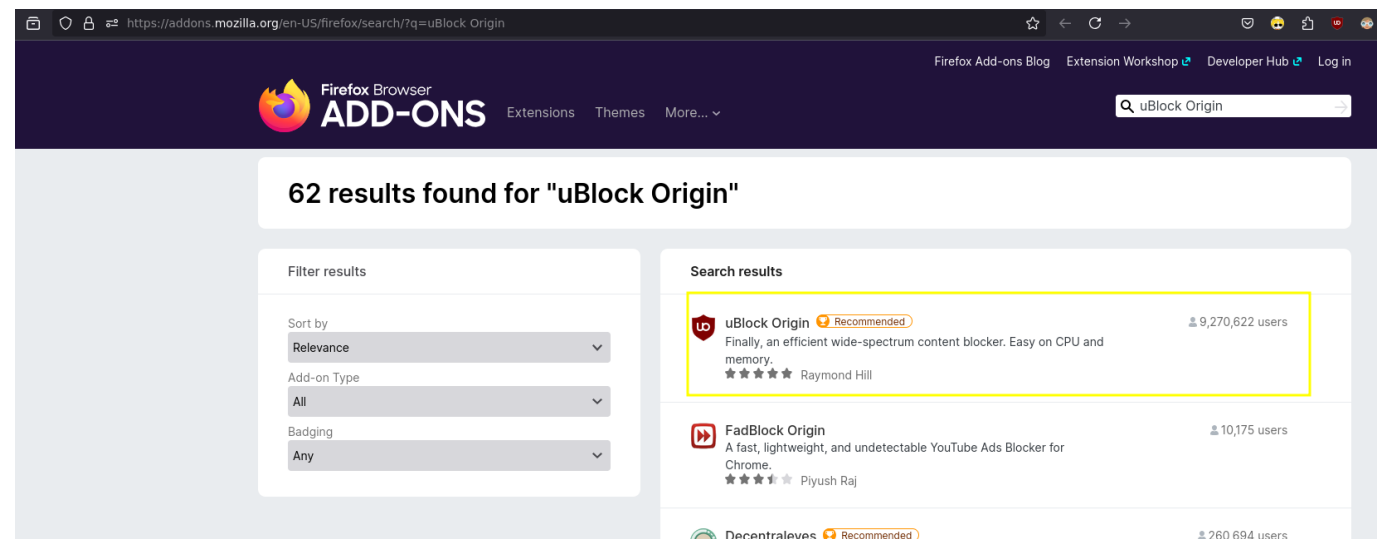 https://addons.mozilla.org/en-US/firefox/search/?q=uBlock Origin
Firefox Add-ons Blog Extension Workshop Developer Hub Log in
Firefox Browser
ADD-ONS
Extensions Themes More...
uBlock Origin
62 results found for "uBlock Origin"
Filter results
Sort by
Relevance
Add-on Type
All
Badging
Any
Search results
uBlock Origin Recommended 9,270,622 users
Finally, an efficient wide-spectrum content blocker. Easy on CPU and
memory.
Raymond Hill
FadBlock Origin 10,175 users
A fast, lightweight, and undetectable YouTube Ads Blocker for
Chrome.
Piyush Raj
Decentraleyes Recommended 260,694 users